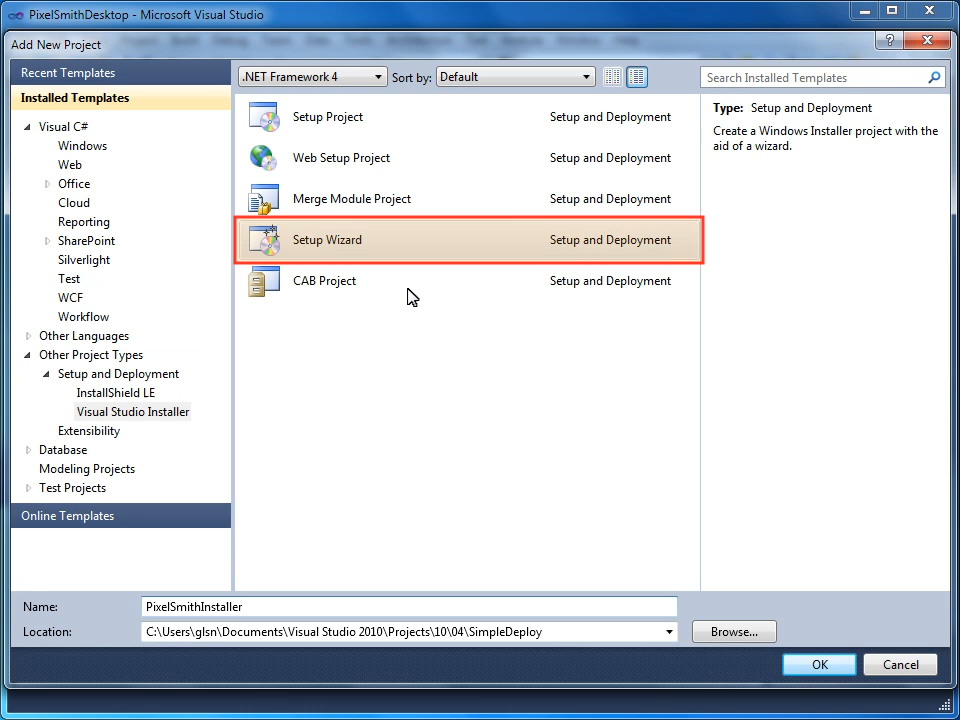 PixelSmithDesktop - Microsoft Visual Studio
Add New Project
Recent Templates
Installed Templates
Visual C#
Windows
Web
Office
Cloud
Reporting
SharePoint
Silverlight
Test
WCF
Workflow
Other Languages
Other Project Types
Setup and Deployment
InstallShield LE
Visual Studio Installer
Extensibility
Database
Modeling Projects
Test Projects
Online Templates
.NET Framework 4
Sort by:
Default
Search Installed Templates
Setup Project Setup and Deployment
Web Setup Project Setup and Deployment
Merge Module Project Setup and Deployment
Setup Wizard Setup and Deployment
CAB Project Setup and Deployment
Type: Setup and Deployment
Create a Windows Installer project with the
aid of a wizard.
Name: PixelSmithInstaller
Location: C:\Users\glsn\Documents\Visual Studio 2010\Projects\10\04\SimpleDeploy
Browse...
OK
Cancel